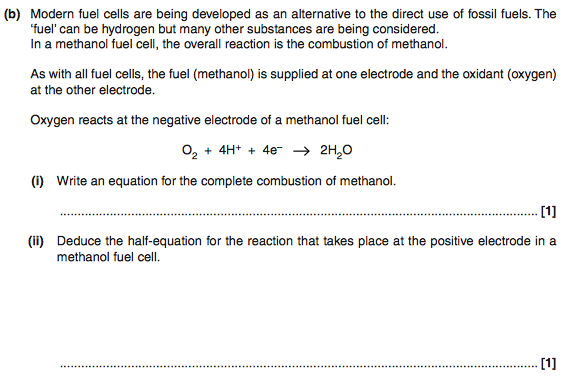 (b) Modern fuel cells are being developed as an alternative to the direct use of fossil fuels. The
‘fuel’ can be hydrogen but many other substances are being considered.
In a methanol fuel cell, the overall reaction is the combustion of methanol.
As with all fuel cells, the fuel (methanol) is supplied at one electrode and the oxidant (oxygen)
at the other electrode.
Oxygen reacts at the negative electrode of a methanol fuel cell:
O₂ + 4H⁺ + 4e⁻ → 2H₂O
(i) Write an equation for the complete combustion of methanol.
[1]
(ii) Deduce the half-equation for the reaction that takes place at the positive electrode in a
methanol fuel cell.
[1]